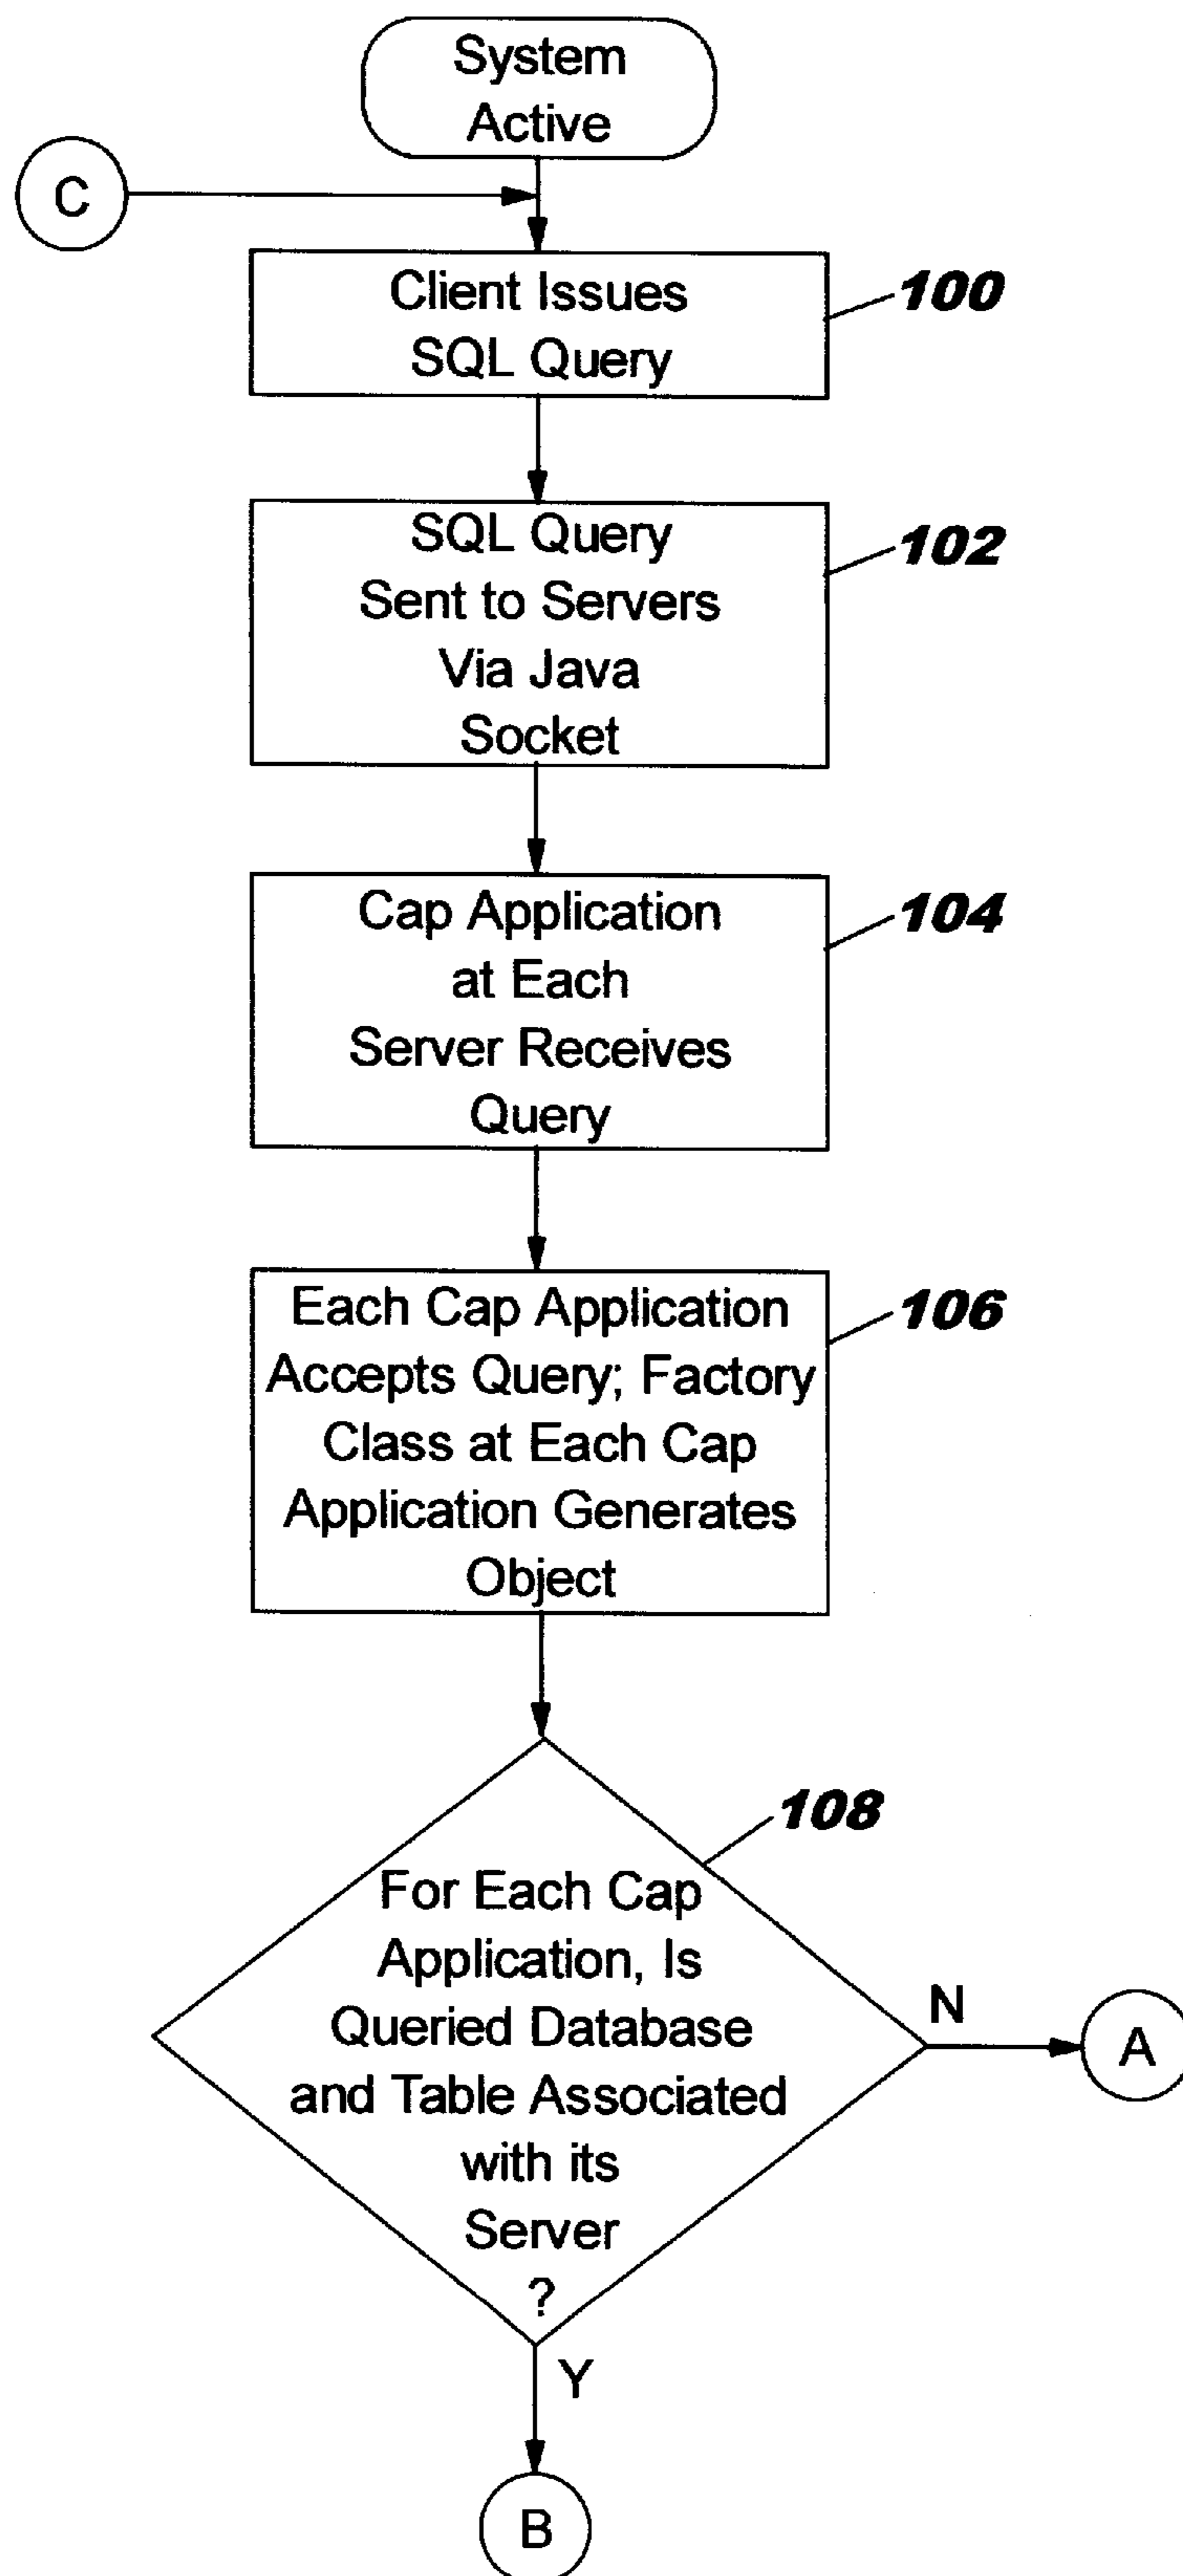 System
Active
C
Client Issues
SQL Query
100
SQL Query
Sent to Servers
Via Java
Socket
102
Cap Application
at Each
Server Receives
Query
104
Each Cap Application
Accepts Query; Factory
Class at Each Cap
Application Generates
Object
106
108
For Each Cap
Application, Is
Queried Database
and Table Associated
with its
Server
?
N
A
Y
B